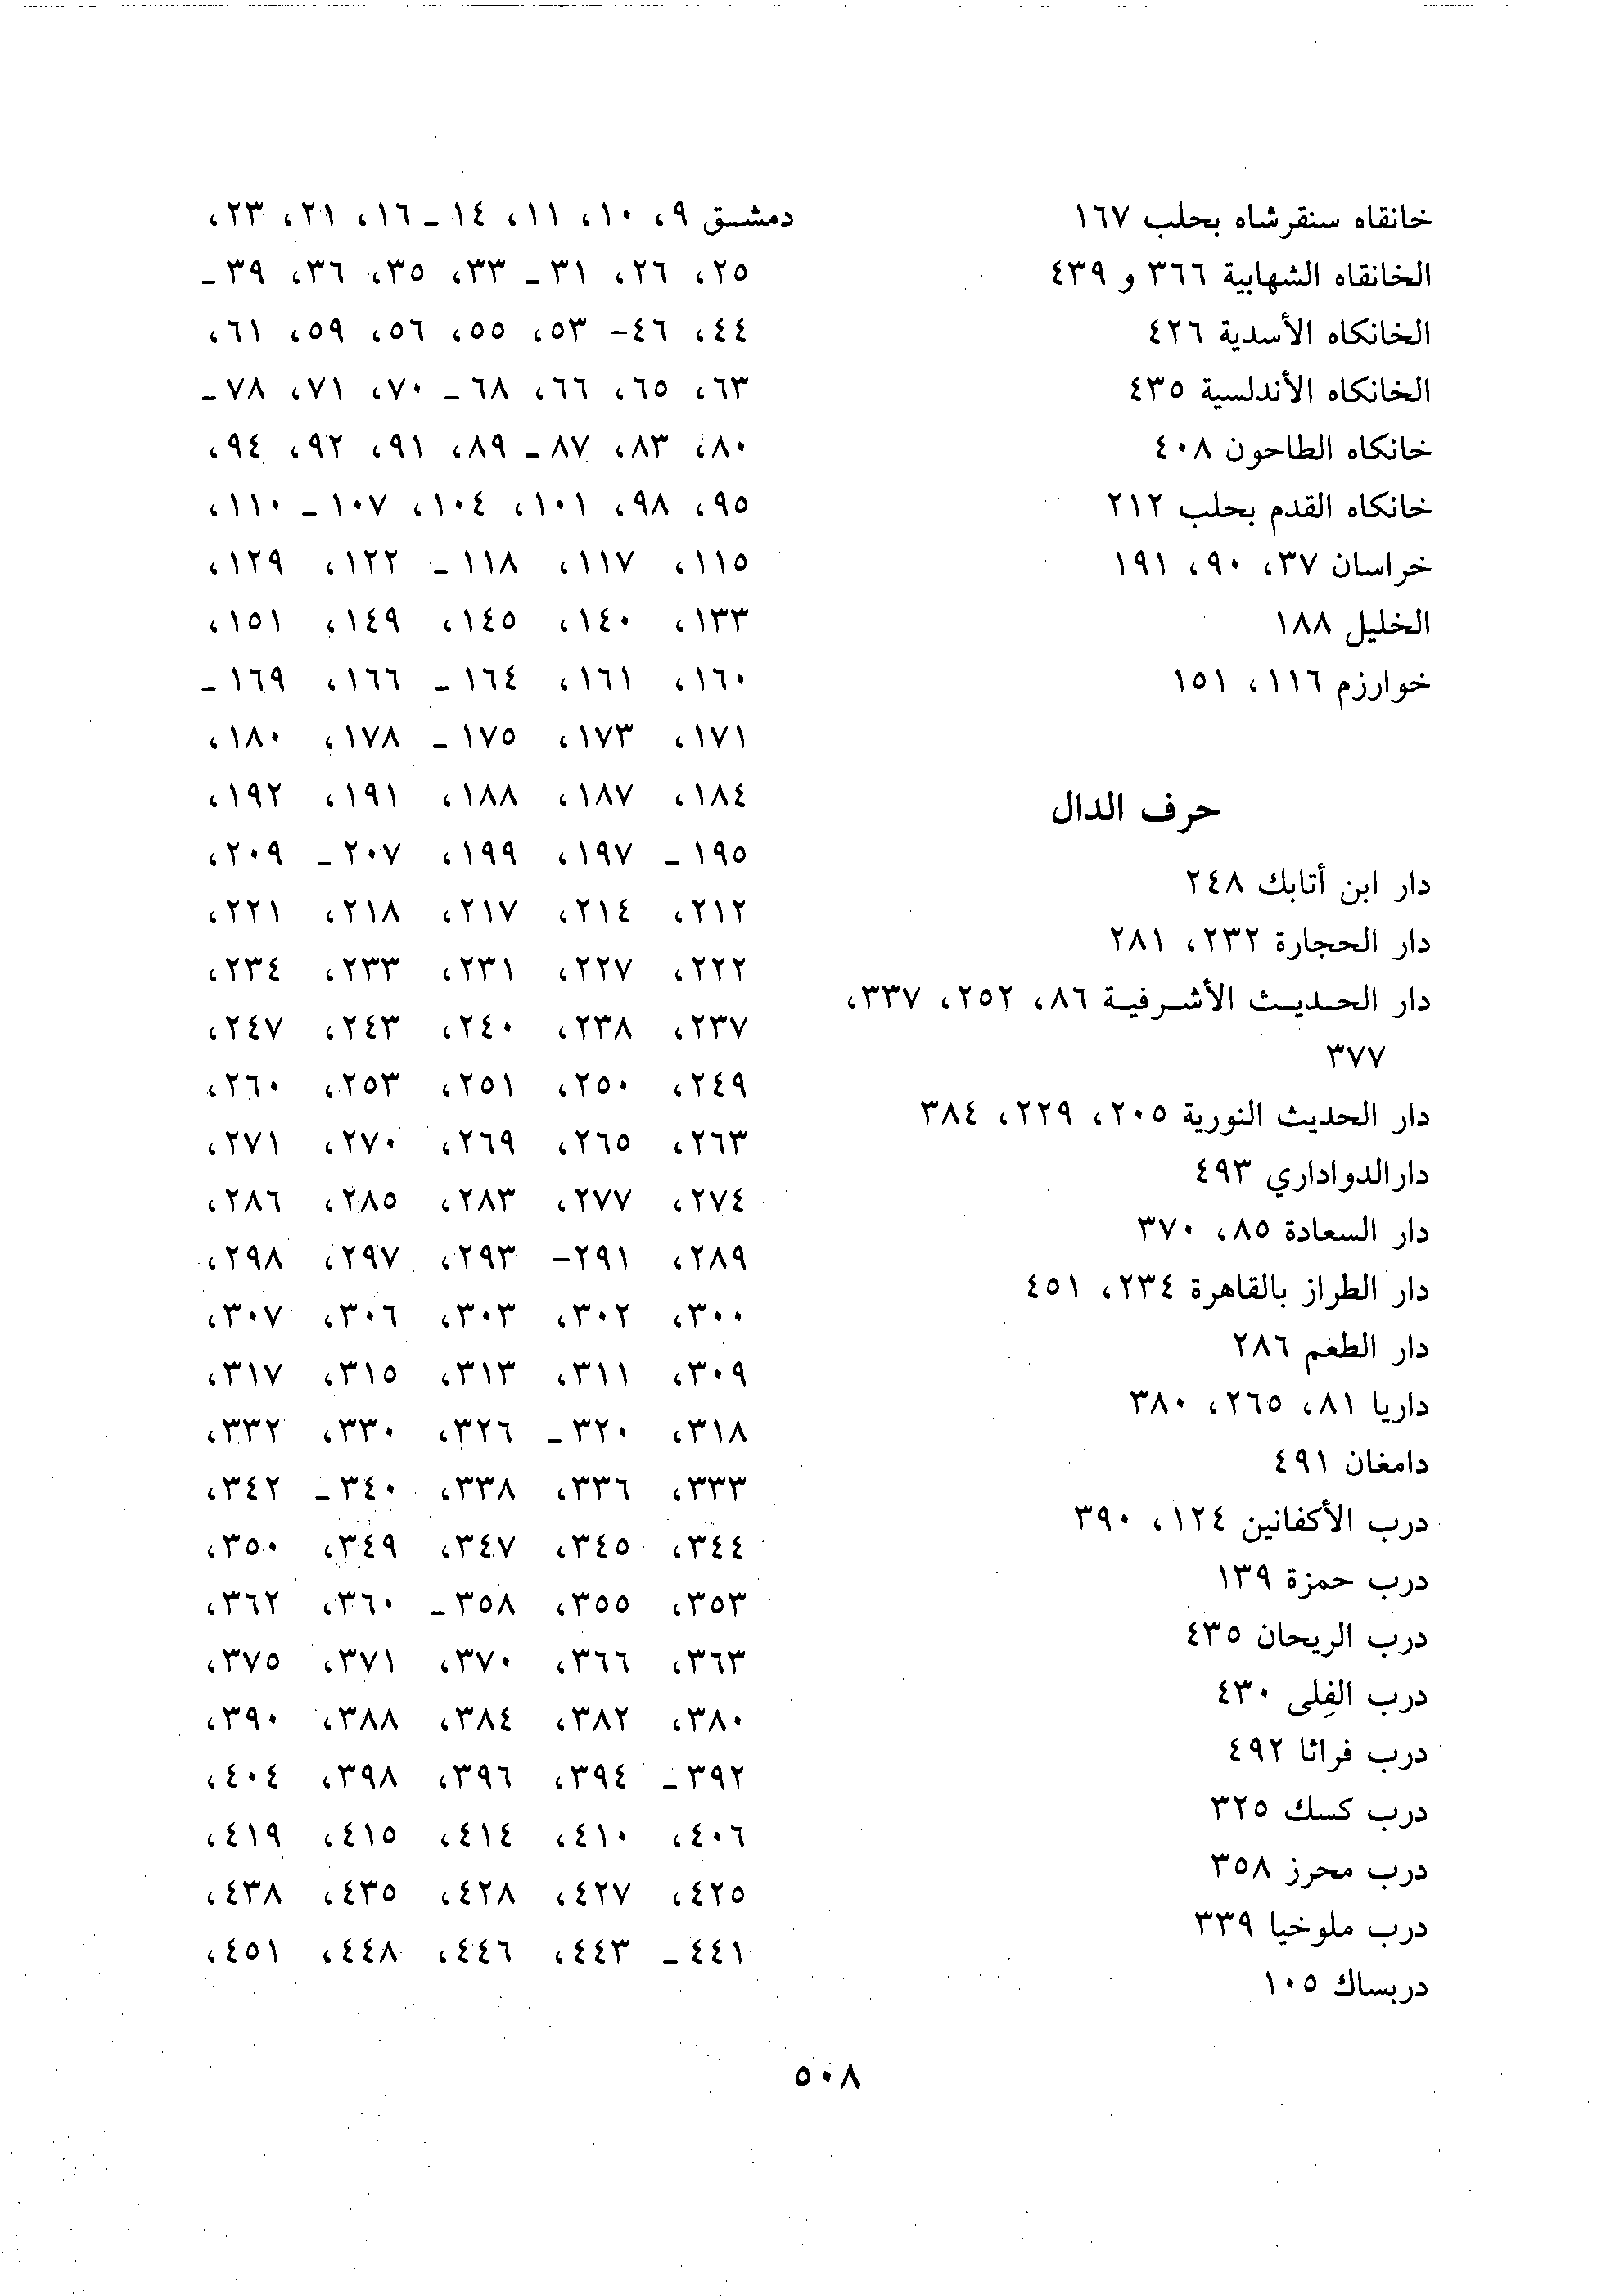 خانقاه سنقرشاه بحلب ١٦٧
الخانقاه الشهابية ٣٦٦ و ٤٣٩
الخانكاه الأسدية ٤٢٦
الخانكاه الأندلسية ٤٣٥
خانكاه الطاحون ٤٠٨
خانكاه القدم بحلب ٢١٢
خراسان ٣٧، ٩٠، ١٩١
الخليل ١٨٨
خوارزم ١١٦، ١٥١
حرف الدال
دار ابن أتابك ٢٤٨
دار الحجارة ٢٣٢، ٢٨١
دار الحديث الأشرفية ٨٦، ٢٥٢، ٣٣٧،
٣٧٧
دار الحديث النورية ٢٠٥، ٢٢٩، ٣٨٤
دارالدواداري ٤٩٣
دار السعادة ٨٥، ٣٧٠
دار الطراز بالقاهرة ٢٣٤، ٤٥١
دار الطعم ٢٨٦
داريا ٨١، ٢٦٥، ٣٨٠
دامغان ٤٩١
درب الأكفانين ١٢٤، ٣٩٠
درب حمزة ١٣٩
درب الريحان ٤٣٥
درب الفِلى ٤٣٠
درب فراثا ٤٩٢
درب كسك ٣٢٥
درب محرز ٣٥٨
درب ملوخيا ٣٣٩
دربساك ١٠٥
دمشق ٩، ١٠، ١١، ١٤ - ١٦، ٢١، ٢٣،
٢٥، ٢٦، ٣١ - ٣٣، ٣٥، ٣٦، ٣٩ -
٤٤، ٤٦ - ٥٣، ٥٥، ٥٦، ٥٩، ٦١،
٦٣، ٦٥، ٦٦، ٦٨ - ٧٠، ٧١، ٧٨ -
٨٠، ٨٣، ٨٧ - ٨٩، ٩١، ٩٢، ٩٤،
٩٥، ٩٨، ١٠١، ١٠٤، ١٠٧ - ١١٠،
١١٥، ١١٧، ١١٨ - ١٢٢، ١٢٩،
١٣٣، ١٤٠، ١٤٥، ١٤٩، ١٥١،
١٦٠، ١٦١، ١٦٤ - ١٦٦، ١٦٩ -
١٧١، ١٧٣، ١٧٥ - ١٧٨، ١٨٠،
١٨٤، ١٨٧، ١٨٨، ١٩١، ١٩٢،
١٩٥ - ١٩٧، ١٩٩، ٢٠٧ - ٢٠٩،
٢١٢، ٢١٤، ٢١٧، ٢١٨، ٢٢١،
٢٢٢، ٢٢٧، ٢٣١، ٢٣٣، ٢٣٤،
٢٣٧، ٢٣٨، ٢٤٠، ٢٤٣، ٢٤٧،
٢٤٩، ٢٥٠، ٢٥١، ٢٥٣، ٢٦٠،
٢٦٣، ٢٦٥، ٢٦٩، ٢٧٠، ٢٧١،
٢٧٤، ٢٧٧، ٢٨٣، ٢٨٥، ٢٨٦،
٢٨٩، ٢٩١ - ٢٩٣، ٢٩٧، ٢٩٨،
٣٠٠، ٣٠٢، ٣٠٣، ٣٠٦، ٣٠٧،
٣٠٩، ٣١١، ٣١٣، ٣١٥، ٣١٧،
٣١٨، ٣٢٠ - ٣٢٦، ٣٣٠، ٣٣٢،
٣٣٣، ٣٣٦، ٣٣٨، ٣٤٠ - ٣٤٢،
٣٤٤، ٣٤٥، ٣٤٧، ٣٤٩، ٣٥٠،
٣٥٣، ٣٥٥، ٣٥٨ - ٣٦٠، ٣٦٢،
٣٦٣، ٣٦٦، ٣٧٠، ٣٧١، ٣٧٥،
٣٨٠، ٣٨٢، ٣٨٤، ٣٨٨، ٣٩٠،
٣٩٢ - ٣٩٤، ٣٩٦، ٣٩٨، ٤٠٤،
٤٠٦، ٤١٠، ٤١٤، ٤١٥، ٤١٩،
٤٢٥، ٤٢٧، ٤٢٨، ٤٣٥، ٤٣٨،
٤٤١ - ٤٤٣، ٤٤٦، ٤٤٨، ٤٥١،
٥٠٨